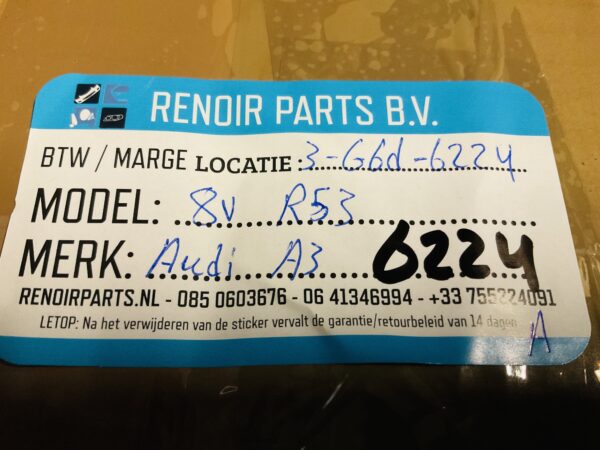 RENOIR PARTS B.V.
BTW / MARGE LOCATIE: 3-G6d-6224
MODEL: 8v R53
MERK: Audi A3 6224
RENOIRPARTS.NL - 085 0603676 - 06 41346994 - +33 755224091
LETOP: Na het verwijderen van de sticker vervalt de garantie/retourbeleid van 14 dagen
A